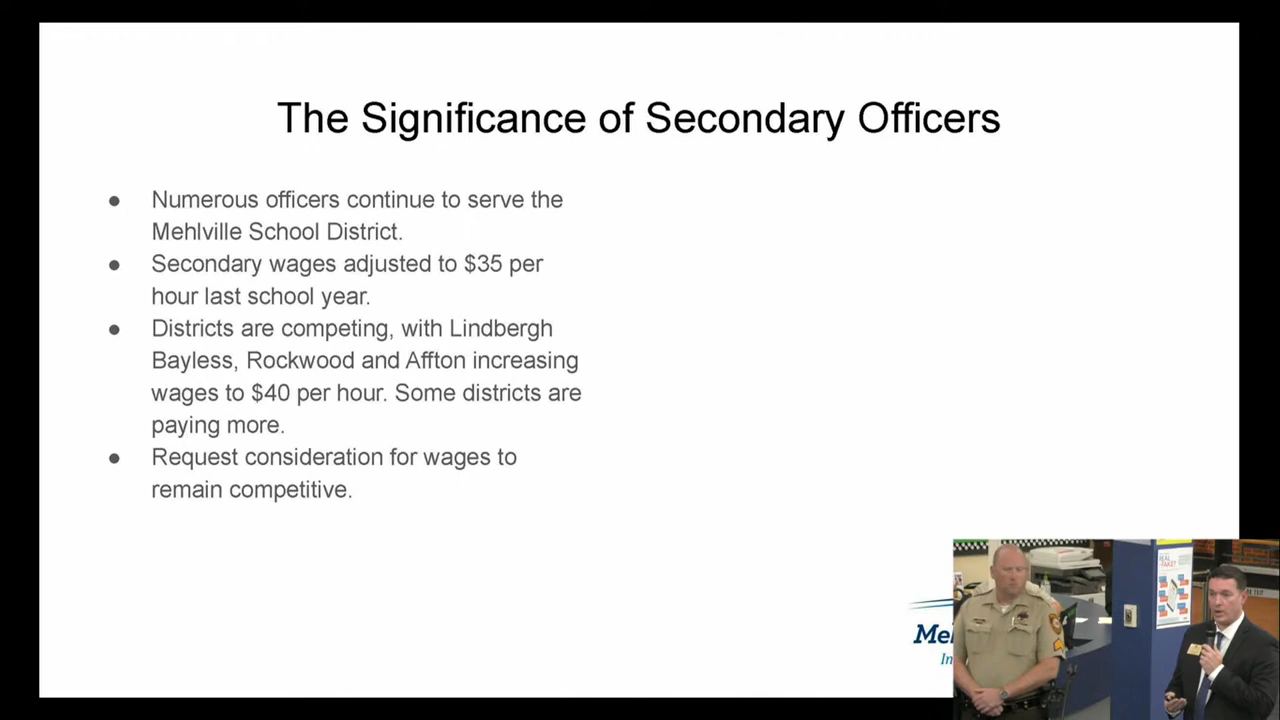 The Significance of Secondary Officers
● Numerous officers continue to serve the
Mehlville School District.
● Secondary wages adjusted to $35 per
hour last school year.
● Districts are competing, with Lindbergh
Bayless, Rockwood and Affton increasing
wages to $40 per hour. Some districts are
paying more.
● Request consideration for wages to
remain competitive.